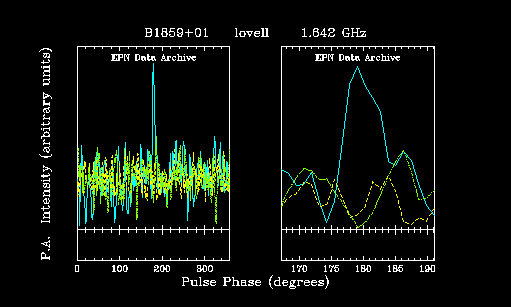 B1859+01 lovell 1.642 GHz
EPN Data Archive EPN Data Archive
P.A. Intensity (arbitrary units)
0 100 200 300 170 175 180 185 190
Pulse Phase (degrees)